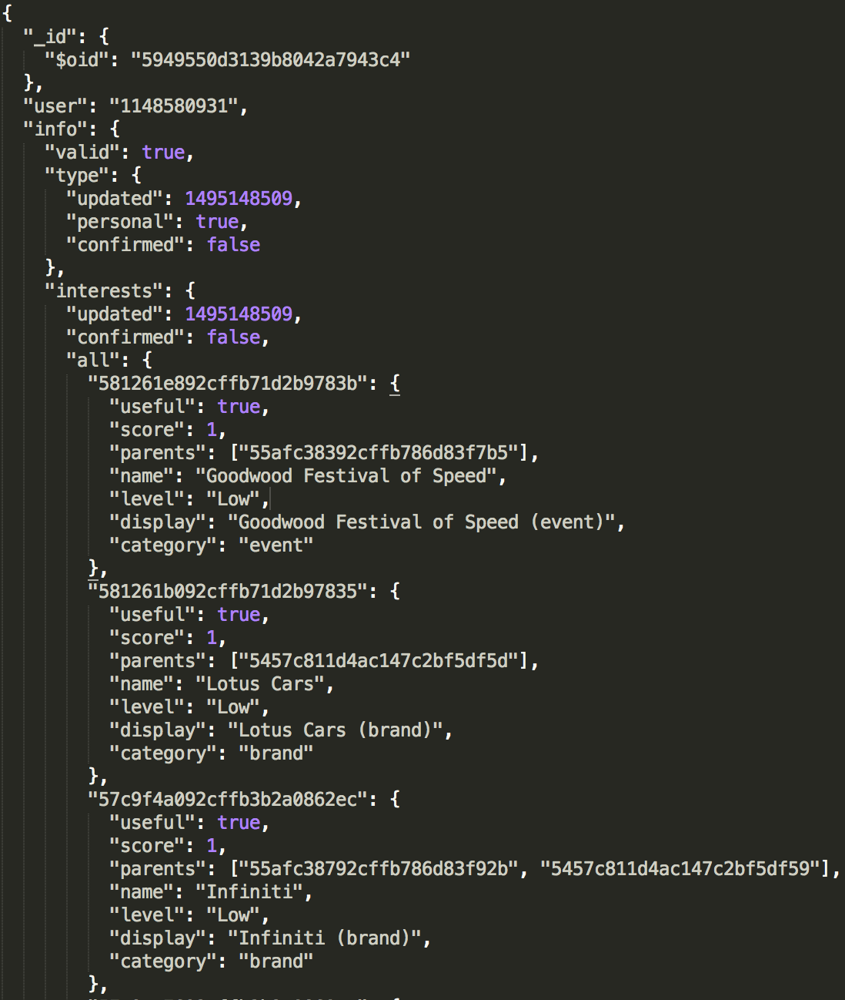 {
  "_id": {
    "$oid": "5949550d3139b8042a7943c4"
  },
  "user": "1148580931",
  "info": {
    "valid": true,
    "type": {
      "updated": 1495148509,
      "personal": true,
      "confirmed": false
    },
    "interests": {
      "updated": 1495148509,
      "confirmed": false,
      "all": {
        "581261e892cffb71d2b9783b": {
          "useful": true,
          "score": 1,
          "parents": ["55afc38392cffb786d83f7b5"],
          "name": "Goodwood Festival of Speed",
          "level": "Low",
          "display": "Goodwood Festival of Speed (event)",
          "category": "event"
        },
        "581261b092cffb71d2b97835": {
          "useful": true,
          "score": 1,
          "parents": ["5457c811d4ac147c2bf5df5d"],
          "name": "Lotus Cars",
          "level": "Low",
          "display": "Lotus Cars (brand)",
          "category": "brand"
        },
        "57c9f4a092cffb3b2a0862ec": {
          "useful": true,
          "score": 1,
          "parents": ["55afc38792cffb786d83f92b", "5457c811d4ac147c2bf5df59"],
          "name": "Infiniti",
          "level": "Low",
          "display": "Infiniti (brand)",
          "category": "brand"
        },